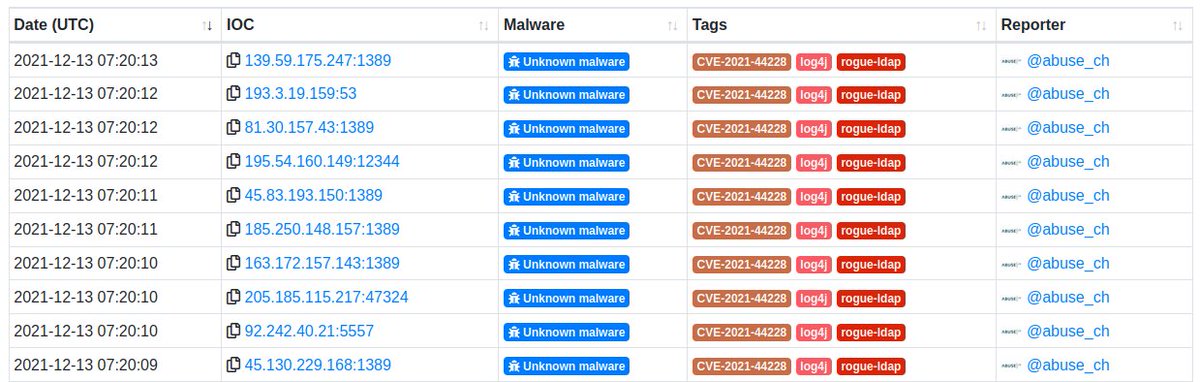 Date (UTC) IOC Malware Tags Reporter
2021-12-13 07:20:13 139.59.175.247:1389 Unknown malware CVE-2021-44228 log4j rogue-ldap ABUSE @abuse_ch
2021-12-13 07:20:12 193.3.19.159:53 Unknown malware CVE-2021-44228 log4j rogue-ldap ABUSE @abuse_ch
2021-12-13 07:20:12 81.30.157.43:1389 Unknown malware CVE-2021-44228 log4j rogue-ldap ABUSE @abuse_ch
2021-12-13 07:20:12 195.54.160.149:12344 Unknown malware CVE-2021-44228 log4j rogue-ldap ABUSE @abuse_ch
2021-12-13 07:20:11 45.83.193.150:1389 Unknown malware CVE-2021-44228 log4j rogue-ldap ABUSE @abuse_ch
2021-12-13 07:20:11 185.250.148.157:1389 Unknown malware CVE-2021-44228 log4j rogue-ldap ABUSE @abuse_ch
2021-12-13 07:20:10 163.172.157.143:1389 Unknown malware CVE-2021-44228 log4j rogue-ldap ABUSE @abuse_ch
2021-12-13 07:20:10 205.185.115.217:47324 Unknown malware CVE-2021-44228 log4j rogue-ldap ABUSE @abuse_ch
2021-12-13 07:20:10 92.242.40.21:5557 Unknown malware CVE-2021-44228 log4j rogue-ldap ABUSE @abuse_ch
2021-12-13 07:20:09 45.130.229.168:1389 Unknown malware CVE-2021-44228 log4j rogue-ldap ABUSE @abuse_ch